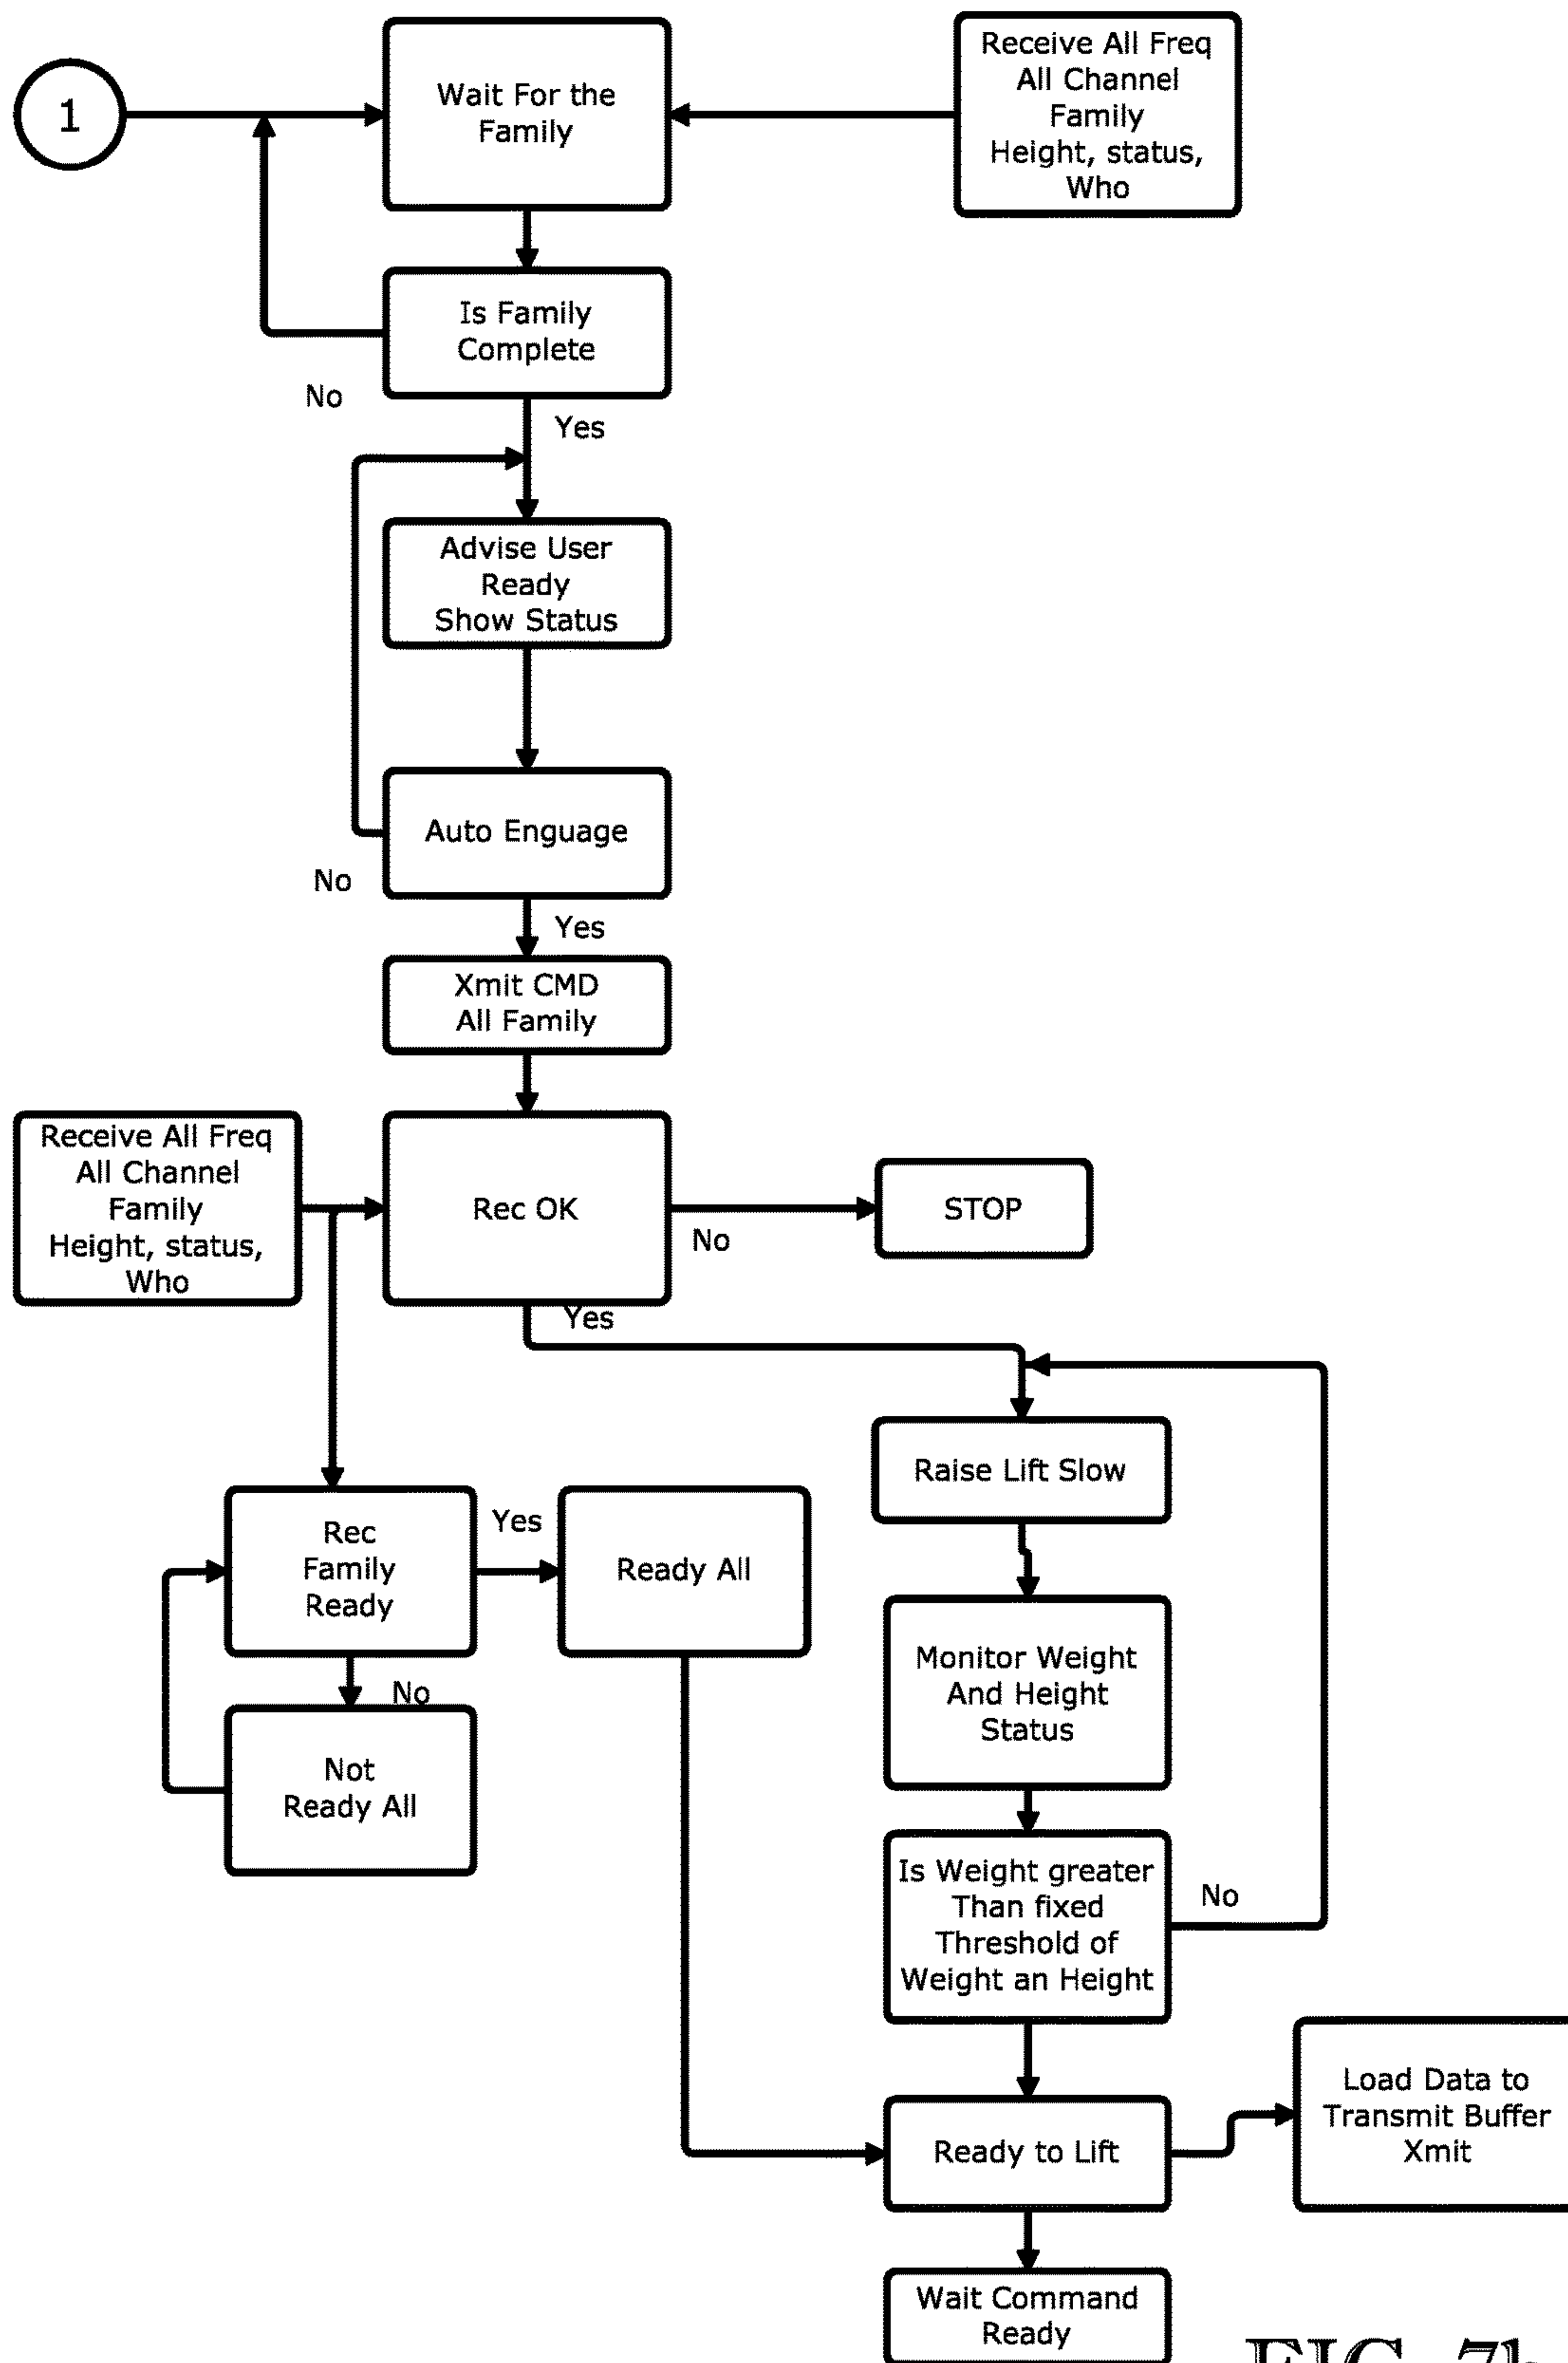 1
Wait For the
Family
Receive All Freq
All Channel
Family
Height, status,
Who
Is Family
Complete
No
Yes
Advise User
Ready
Show Status
Auto Enguage
No
Yes
Xmit CMD
All Family
Receive All Freq
All Channel
Family
Height, status,
Who
Rec OK
No
STOP
Yes
Raise Lift Slow
Rec
Family
Ready
Yes
Ready All
No
Not
Ready All
Monitor Weight
And Height
Status
Is Weight greater
Than fixed
Threshold of
Weight an Height
No
Ready to Lift
Load Data to
Transmit Buffer
Xmit
Wait Command
Ready